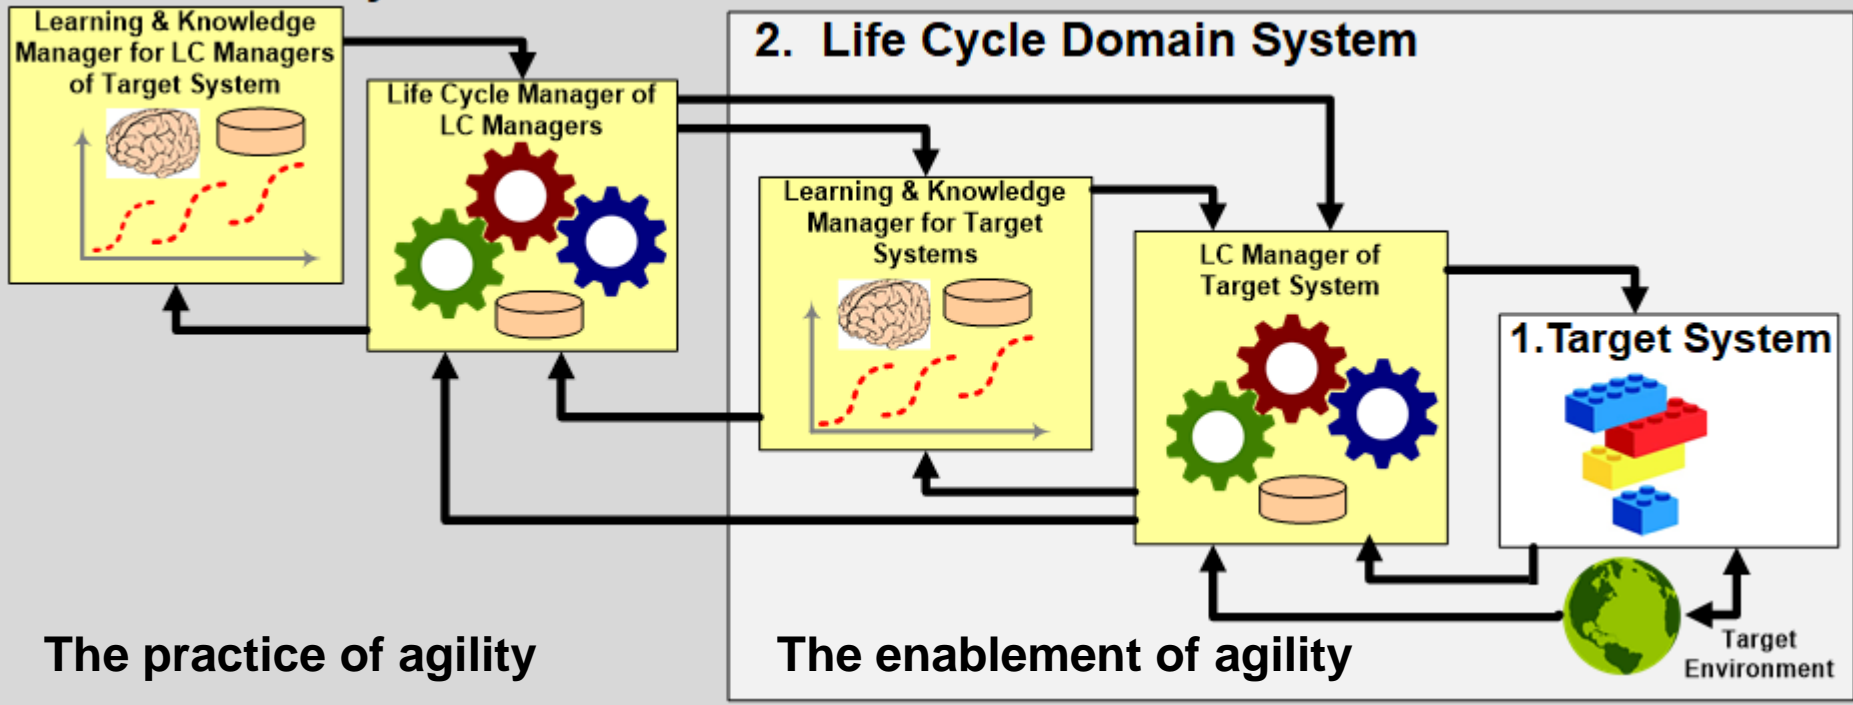 Learning & Knowledge
Manager for LC Managers
of Target System
Life Cycle Manager of
LC Managers
2. Life Cycle Domain System
Learning & Knowledge
Manager for Target
Systems
LC Manager of
Target System
1.Target System
Target
Environment
The practice of agility
The enablement of agility